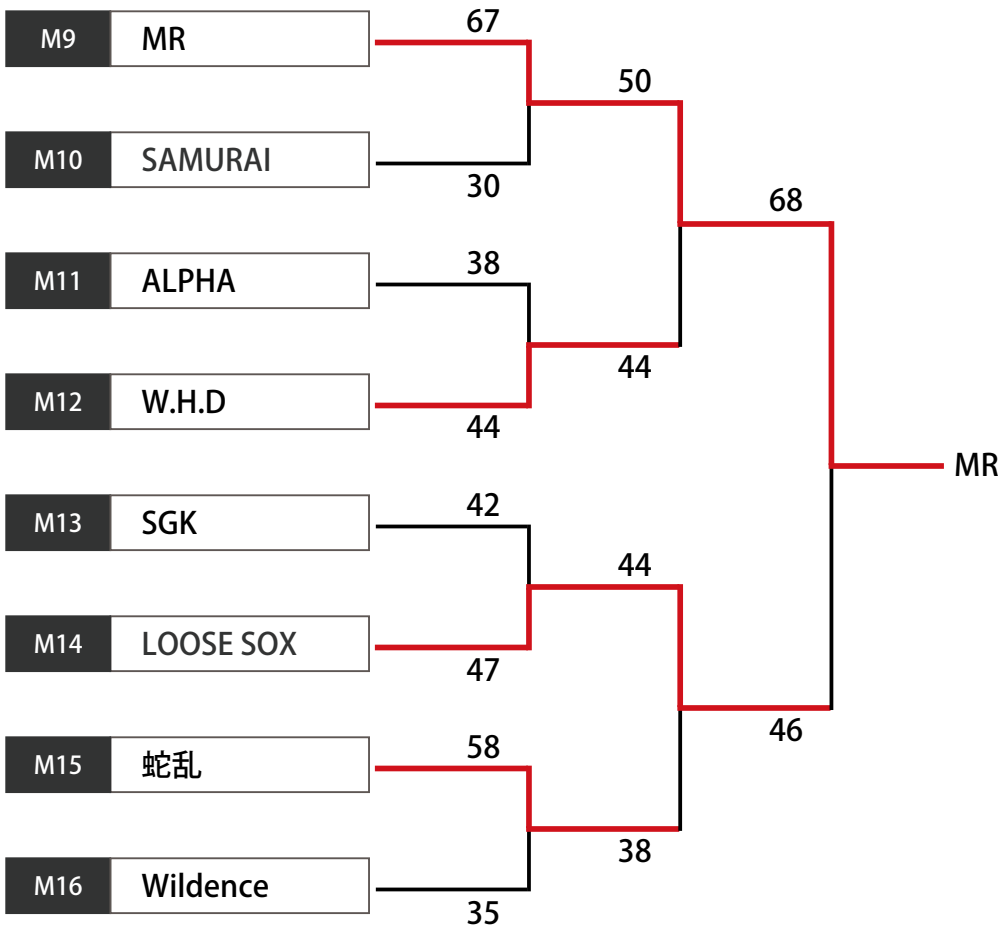 67
M9 MR
50
M10 SAMURAI
30
68
38
M11 ALPHA
44
M12 W.H.D
44
MR
42
M13 SGK
44
M14 LOOSE SOX
47
46
58
M15 蛇乱
38
M16 Wildence
35